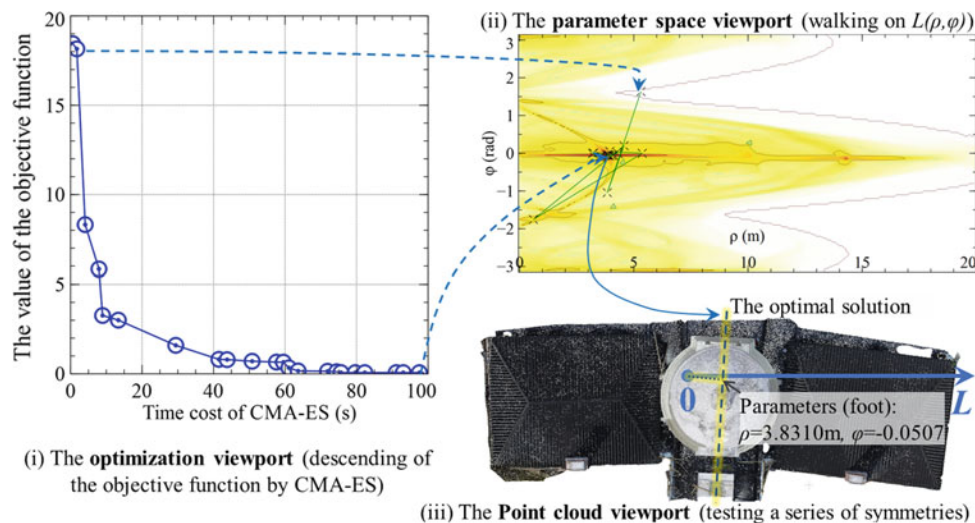 (ii) The parameter space viewport (walking on L(ρ,φ)
20
15
10
5
0
The value of the objective function
0 20 40 60 80 100
Time cost of CMA-ES (s)
(i) The optimization viewport (descending of
the objective function by CMA-ES)
3
2
1
0
−1
−2
−3
φ (rad)
ρ (m)
0 5 10 15 20
The optimal solution
0
L
Parameters (foot):
ρ=3.8310m, φ=-0.0507
(iii) The Point cloud viewport (testing a series of symmetries)